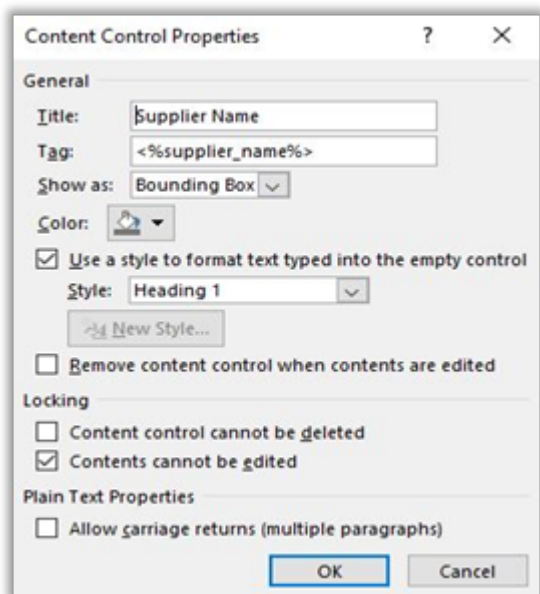 Content Control Properties ? ×
General
Title: Supplier Name
Tag: <%supplier_name%>
Show as: Bounding Box
Color:
Use a style to format text typed into the empty control
Style: Heading 1
New Style...
Remove content control when contents are edited
Locking
Content control cannot be deleted
Contents cannot be edited
Plain Text Properties
Allow carriage returns (multiple paragraphs)
OK Cancel